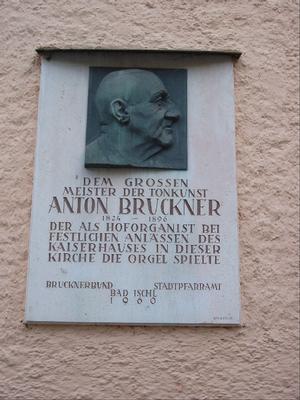 DEM GROSSEN
MEISTER DER TONKUNST
ANTON BRUCKNER
1824 – 1896
DER ALS HOFORGANIST BEI
FESTLICHEN ANLÄSSEN DES
KAISERHAUSES IN DIESER
KIRCHE DIE ORGEL SPIELTE
BRUCKNERBUND STADTPFARRAMT
BAD ISCHL
1960